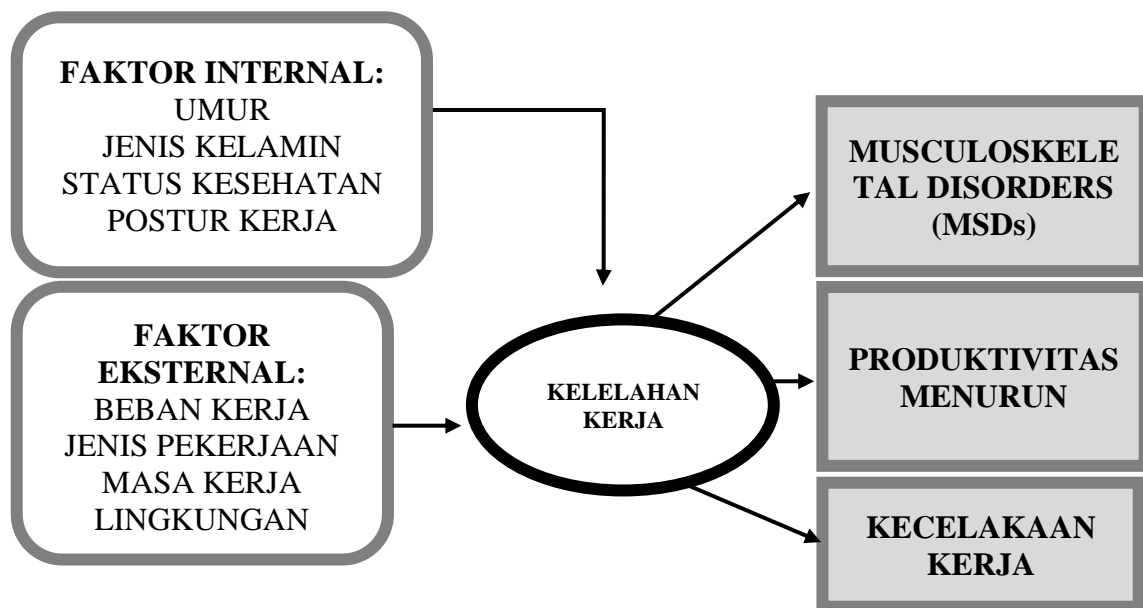 FAKTOR INTERNAL:
UMUR
JENIS KELAMIN
STATUS KESEHATAN
POSTUR KERJA
FAKTOR
EKSTERNAL:
BEBAN KERJA
JENIS PEKERJAAN
MASA KERJA
LINGKUNGAN
KELELAHAN
KERJA
MUSCULOSKELE
TAL DISORDERS
(MSDs)
PRODUKTIVITAS
MENURUN
KECELAKAAN
KERJA